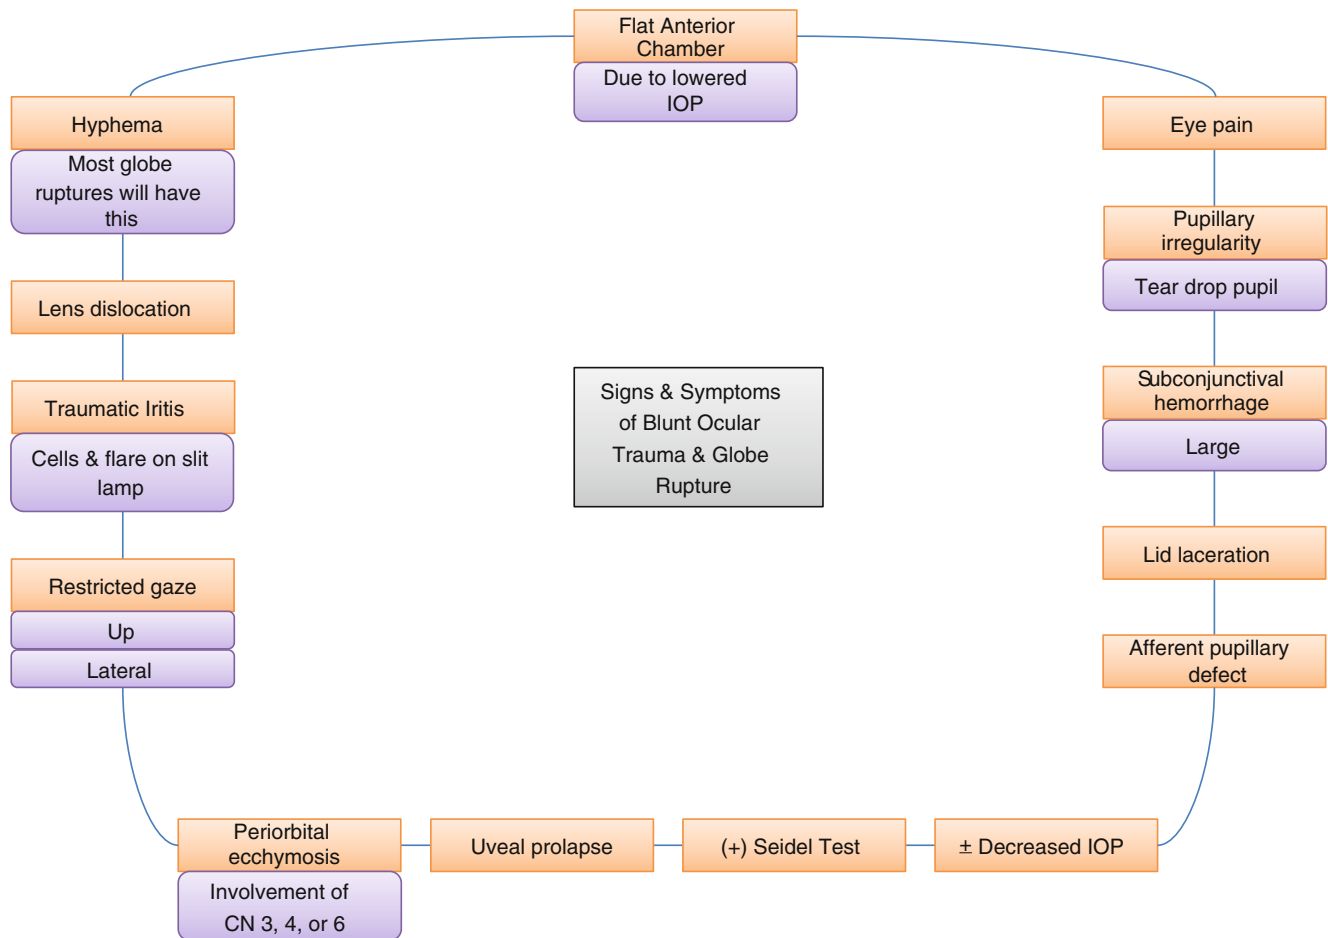 Flat Anterior
Chamber
Due to lowered
IOP
Hyphema
Most globe
ruptures will have
this
Lens dislocation
Traumatic Iritis
Cells & flare on slit
lamp
Restricted gaze
Up
Lateral
Periorbital
ecchymosis
Involvement of
CN 3, 4, or 6
Uveal prolapse
(+) Seidel Test
± Decreased IOP
Eye pain
Pupillary
irregularity
Tear drop pupil
Subconjunctival
hemorrhage
Large
Lid laceration
Afferent pupillary
defect
Signs & Symptoms
of Blunt Ocular
Trauma & Globe
Rupture